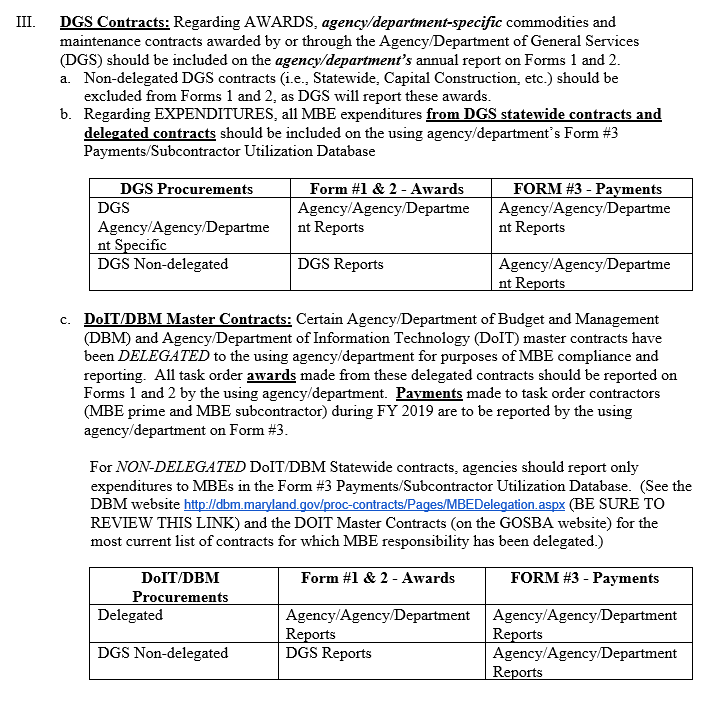 III. DGS Contracts: Regarding AWARDS, agency/department-specific commodities and
maintenance contracts awarded by or through the Agency/Department of General Services
(DGS) should be included on the agency/department's annual report on Forms 1 and 2.
a. Non-delegated DGS contracts (i.e., Statewide, Capital Construction, etc.) should be
excluded from Forms 1 and 2, as DGS will report these awards.
b. Regarding EXPENDITURES, all MBE expenditures from DGS statewide contracts and
delegated contracts should be included on the using agency/department's Form #3
Payments/Subcontractor Utilization Database
DGS Procurements Form #1 & 2 - Awards FORM #3 - Payments
DGS Agency/Agency/Departme Agency/Agency/Departme
Agency/Agency/Departme nt Reports nt Reports
nt Specific
DGS Non-delegated DGS Reports Agency/Agency/Departme
nt Reports
c. DoIT/DBM Master Contracts: Certain Agency/Department of Budget and Management
(DBM) and Agency/Department of Information Technology (DoIT) master contracts have
been DELEGATED to the using agency/department for purposes of MBE compliance and
reporting. All task order awards made from these delegated contracts should be reported on
Forms 1 and 2 by the using agency/department. Payments made to task order contractors
(MBE prime and MBE subcontractor) during FY 2019 are to be reported by the using
agency/department on Form #3.
For NON-DELEGATED DoIT/DBM Statewide contracts, agencies should report only
expenditures to MBEs in the Form #3 Payments/Subcontractor Utilization Database. (See the
DBM website http://dbm.maryland.gov/proc-contracts/Pages/MBEDelegation.aspx (BE SURE TO
REVIEW THIS LINK) and the DOIT Master Contracts (on the GOSBA website) for the
most current list of contracts for which MBE responsibility has been delegated.)
DoIT/DBM Form #1 & 2 - Awards FORM #3 - Payments
Procurements
Delegated Agency/Agency/Department Agency/Agency/Department
Reports Reports
DGS Non-delegated DGS Reports Agency/Agency/Department
Reports